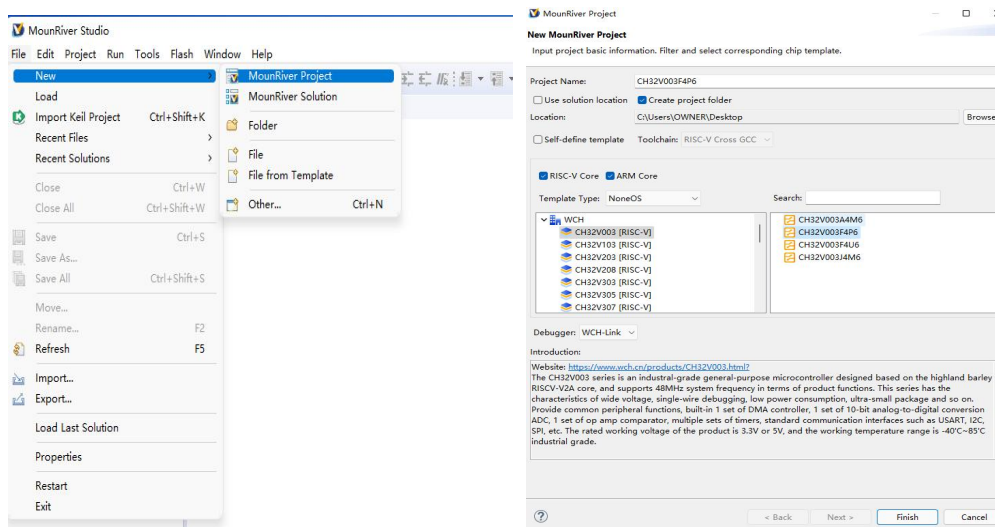 MounRiver Studio
File Edit Project Run Tools Flash Window Help
New
Load
Import Keil Project Ctrl+Shift+K
Recent Files
Recent Solutions
Close Ctrl+W
Close All Ctrl+Shift+W
Save Ctrl+S
Save As...
Save All Ctrl+Shift+S
Move...
Rename... F2
Refresh F5
Import...
Export...
Load Last Solution
Properties
Restart
Exit
MounRiver Project
MounRiver Solution
Folder
File
File from Template
Other... Ctrl+N
MounRiver Project
New MounRiver Project
Input project basic information. Filter and select corresponding chip template.
Project Name: CH32V003F4P6
Use solution location Create project folder
Location: C:\Users\OWNER\Desktop Browse
Self-define template Toolchain: RISC-V Cross GCC
RISC-V Core ARM Core
Template Type: NoneOS Search:
WCH
CH32V003 [RISC-V]
CH32V103 [RISC-V]
CH32V203 [RISC-V]
CH32V208 [RISC-V]
CH32V303 [RISC-V]
CH32V305 [RISC-V]
CH32V307 [RISC-V]
CH32V003A4M6
CH32V003F4P6
CH32V003F4U6
CH32V003J4M6
Debugger: WCH-Link
Introduction:
Website: https://www.wch.cn/products/CH32V003.html?
The CH32V003 series is an industrial-grade general-purpose microcontroller designed based on the highland barley
RISCV-V2A core, and supports 48MHz system frequency in terms of product functions. This series has the
characteristics of wide voltage, single-wire debugging, low power consumption, ultra-small package and so on.
Provide common peripheral functions, built-in 1 set of DMA controller, 1 set of 10-bit analog-to-digital conversion
ADC, 1 set of op amp comparator, multiple sets of timers, standard communication interfaces such as USART, I2C,
SPI, etc. The rated working voltage of the product is 3.3V or 5V, and the working temperature range is -40℃~85℃
industrial grade.
< Back Next > Finish Cancel